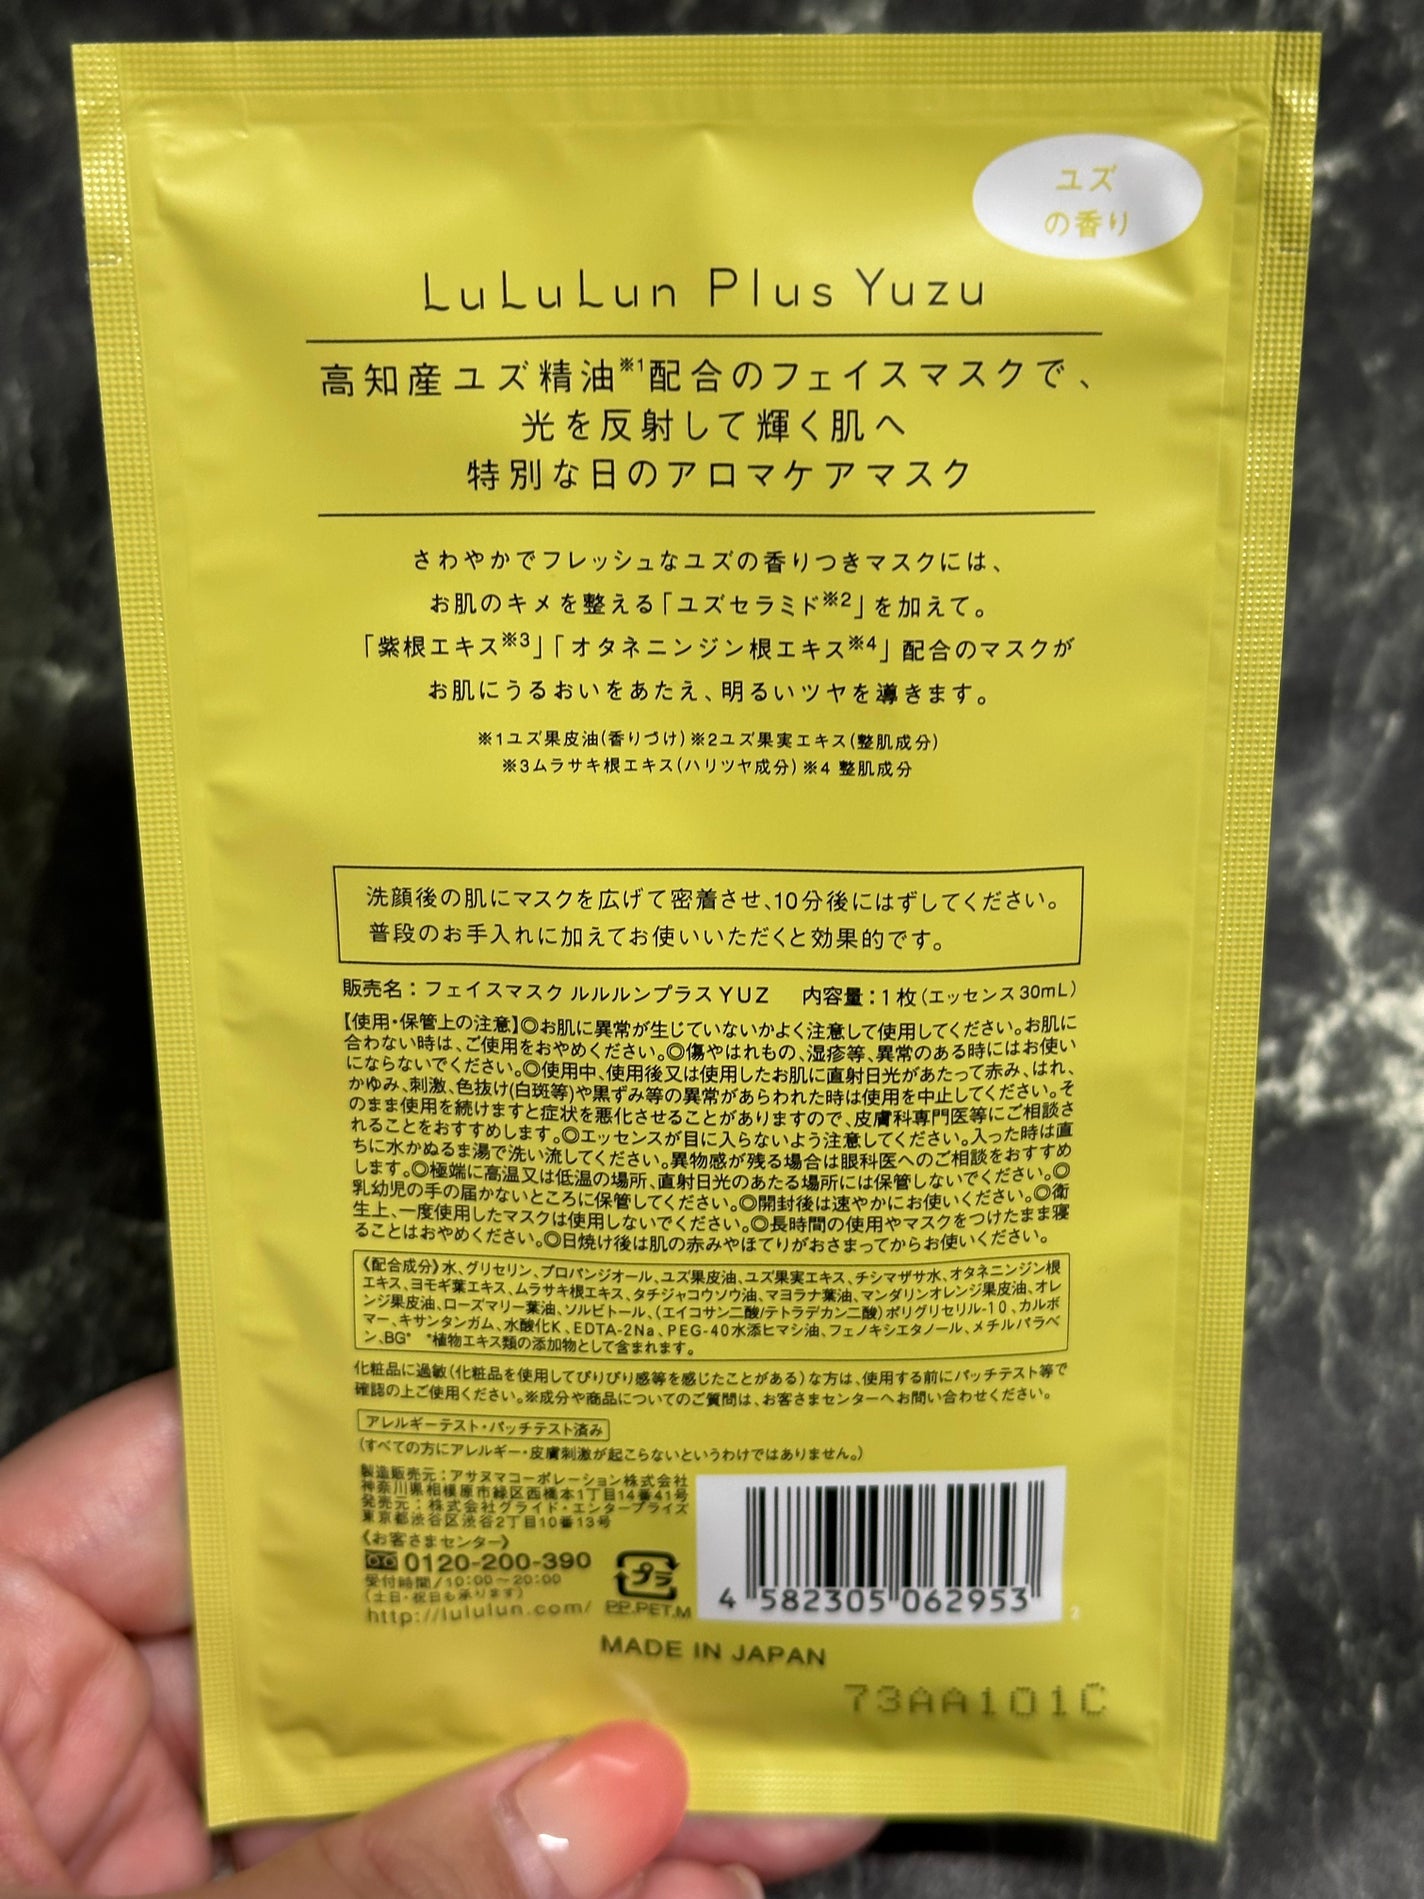 ユズ
の香り
LuLuLun Plus Yuzu
高知産ユズ精油※1配合のフェイスマスクで、
光を反射して輝く肌へ
特別な日のアロマケアマスク
さわやかでフレッシュなユズの香りつきマスクには、
お肌のキメを整える「ユズセラミド※2」を加えて。
「紫根エキス※3」「オタネニンジン根エキス※4」配合のマスクが
お肌にうるおいをあたえ、明るいツヤを導きます。
※1ユズ果皮油(香りづけ)※2ユズ果実エキス(整肌成分)
※3ムラサキ根エキス(ハリツヤ成分)※4 整肌成分
洗顔後の肌にマスクを広げて密着させ、10分後にはずしてください。
普段のお手入れに加えてお使いいただくと効果的です。
販売名：フェイスマスク ルルルンプラス YUZ 内容量：1枚(エッセンス30mL)
【使用・保管上の注意】◎お肌に異常が生じていないかよく注意して使用してください。お肌に
合わない時は、ご使用をおやめください。◎傷やはれもの、湿疹等、異常のある時にはお使い
にならないでください。◎使用中、使用後又は使用したお肌に直射日光があたって赤み、はれ、
かゆみ、刺激、色抜け(白斑等)や黒ずみ等の異常があらわれた時は使用を中止してください。そ
のまま使用を続けますと症状を悪化させることがありますので、皮膚科専門医等にご相談さ
れることをおすすめします。◎エッセンスが目に入らないよう注意してください。入った時は直
ちに水かぬるま湯で洗い流してください。異物感が残る場合は眼科医へのご相談をおすすめ
します。◎極端に高温又は低温の場所、直射日光のあたる場所には保管しないでください。◎
乳幼児の手の届かないところに保管してください。◎開封後は速やかにお使いください。◎衛
生上、一度使用したマスクは使用しないでください。◎長時間の使用やマスクをつけたまま寝
ることはおやめください。◎日焼け後は肌の赤みやほてりがおさまってからお使いください。
《配合成分》水、グリセリン、プロパンジオール、ユズ果皮油、ユズ果実エキス、チシマザサ水、オタネニンジン根
エキス、ヨモギ葉エキス、ムラサキ根エキス、タチジャコウソウ油、マヨラナ葉油、マンダリンオレンジ果皮油、オレ
ンジ果皮油、ローズマリー葉油、ソルビトール、(エイコサン二酸/テトラデカン二酸)ポリグリセリル-10、カルボ
マー、キサンタンガム、水酸化K、EDTA-2Na、PEG-40水添ヒマシ油、フェノキシエタノール、メチルパラベ
ン、BG* *植物エキス類の添加物として含まれます。
化粧品に過敏(化粧品を使用してぴりぴり感等を感じたことがある)な方は、使用する前にパッチテスト等で
確認の上ご使用ください。※成分や商品についてのご質問は、お客さまセンターへお問い合わせください。
アレルギーテスト・パッチテスト済み
(すべての方にアレルギー・皮膚刺激が起こらないというわけではありません。)
製造販売元：アサヌマコーポレーション株式会社
神奈川県相模原市緑区西橋本1丁目14番41号
発売元：株式会社グライド・エンタープライズ
東京都渋谷区渋谷2丁目10番13号
《お客さまセンター》
0120-200-390
受付時間/10:00～20:00
(土日・祝日も承ります)
http://lululun.com/
プラ
PP.PET.M
4 582305 062953
2
MADE IN JAPAN
73AA101C